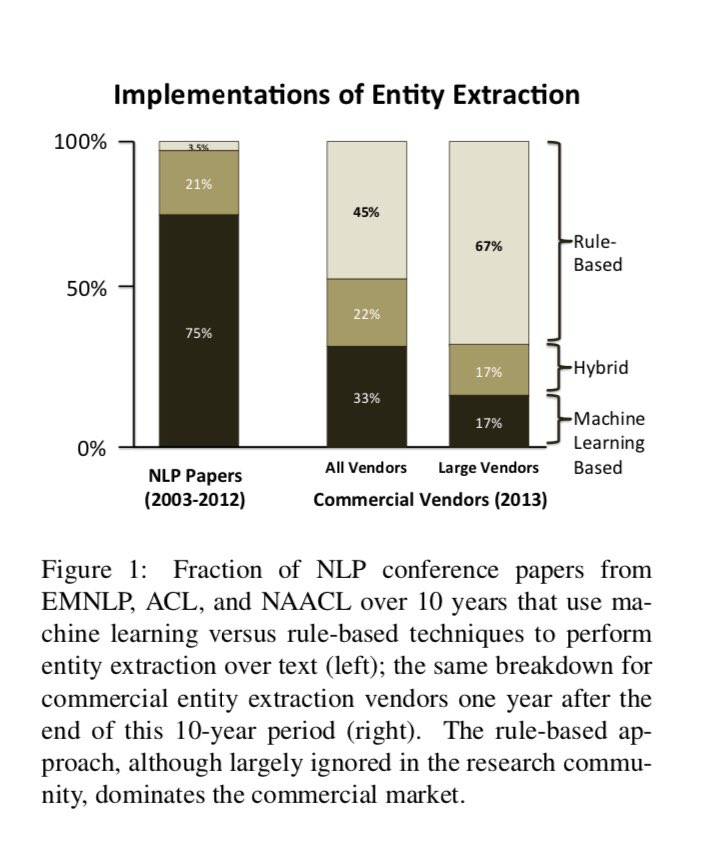 Implementations of Entity Extraction
100%
50%
0%
3.5%
21%
75%
45%
22%
33%
67%
17%
17%
Rule-
Based
Hybrid
Machine
Learning
Based
NLP Papers
(2003-2012)
All Vendors
Large Vendors
Commercial Vendors (2013)
Figure 1: Fraction of NLP conference papers from
EMNLP, ACL, and NAACL over 10 years that use ma-
chine learning versus rule-based techniques to perform
entity extraction over text (left); the same breakdown for
commercial entity extraction vendors one year after the
end of this 10-year period (right). The rule-based ap-
proach, although largely ignored in the research commu-
nity, dominates the commercial market.